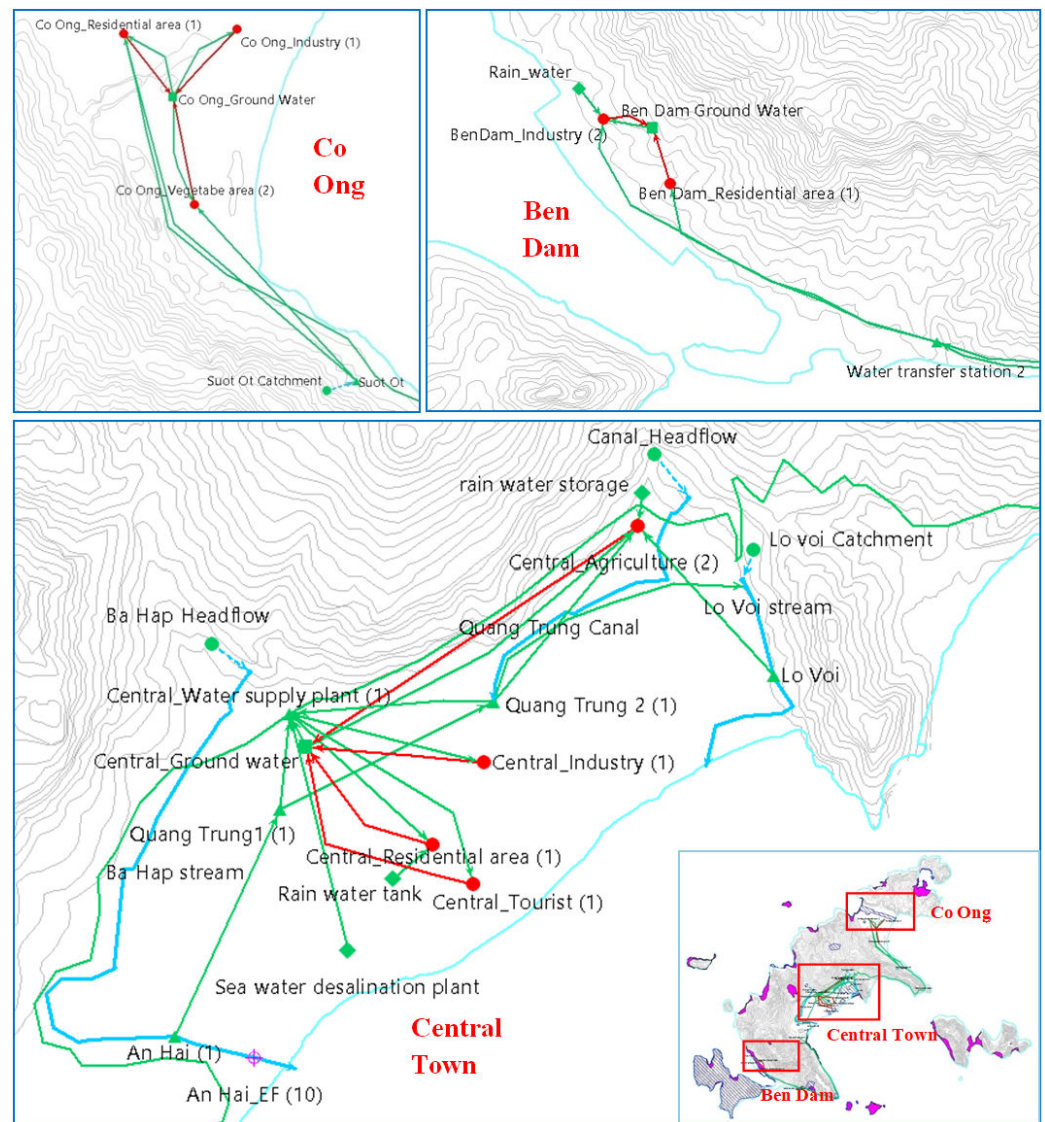 Co Ong_Residential area (1)
Co Ong_Industry (1)
Co Ong_Ground Water
Co
Ong
Co Ong_Vegetabe area (2)
Suot Ot Catchment
Suot Ot
Rain_water
Ben Dam Ground Water
BenDam_Industry (2)
Ben Dam_Residential area (1)
Ben
Dam
Water transfer station 2
Canal_Headflow
rain water storage
Lo voi Catchment
Central_Agriculture (2)
Lo Voi stream
Ba Hap Headflow
Quang Trung Canal
Lo Voi
Central_Water supply plant (1)
Quang Trung 2 (1)
Central_Ground water
Central_Industry (1)
Quang Trung1 (1)
Central_Residential area (1)
Ba Hap stream
Rain water tank
Central_Tourist (1)
Sea water desalination plant
Central
Town
An Hai (1)
An Hai_EF (10)
Co Ong
Central Town
Ben Dam